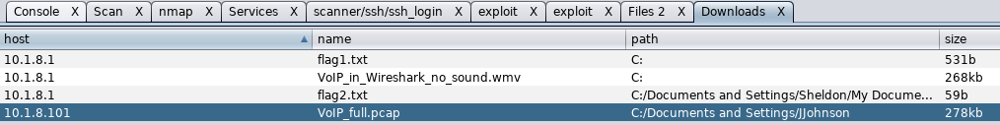 Console X Scan X nmap X Services X scanner/ssh/ssh_login X exploit X exploit X Files 2 X Downloads X
host name path size
10.1.8.1 flag1.txt C: 531b
10.1.8.1 VoIP_in_Wireshark_no_sound.wmv C: 268kb
10.1.8.1 flag2.txt C:/Documents and Settings/Sheldon/My Docume... 59b
10.1.8.101 VoIP_full.pcap C:/Documents and Settings/JJohnson 278kb